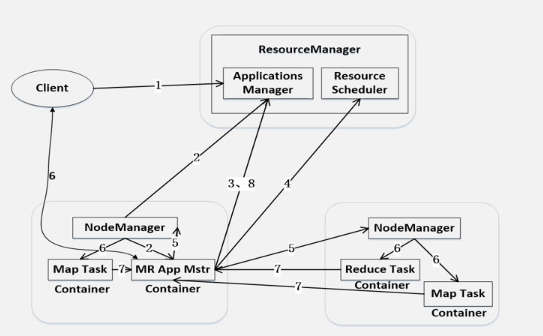 ResourceManager
Client
1
Applications
Manager
Resource
Scheduler
2
3、8
4
6
NodeManager
5
6
2
5
Map Task
7
MR App Mstr
Container
Container
NodeManager
6
6
7
Reduce Task
Container
7
Map Task
Container